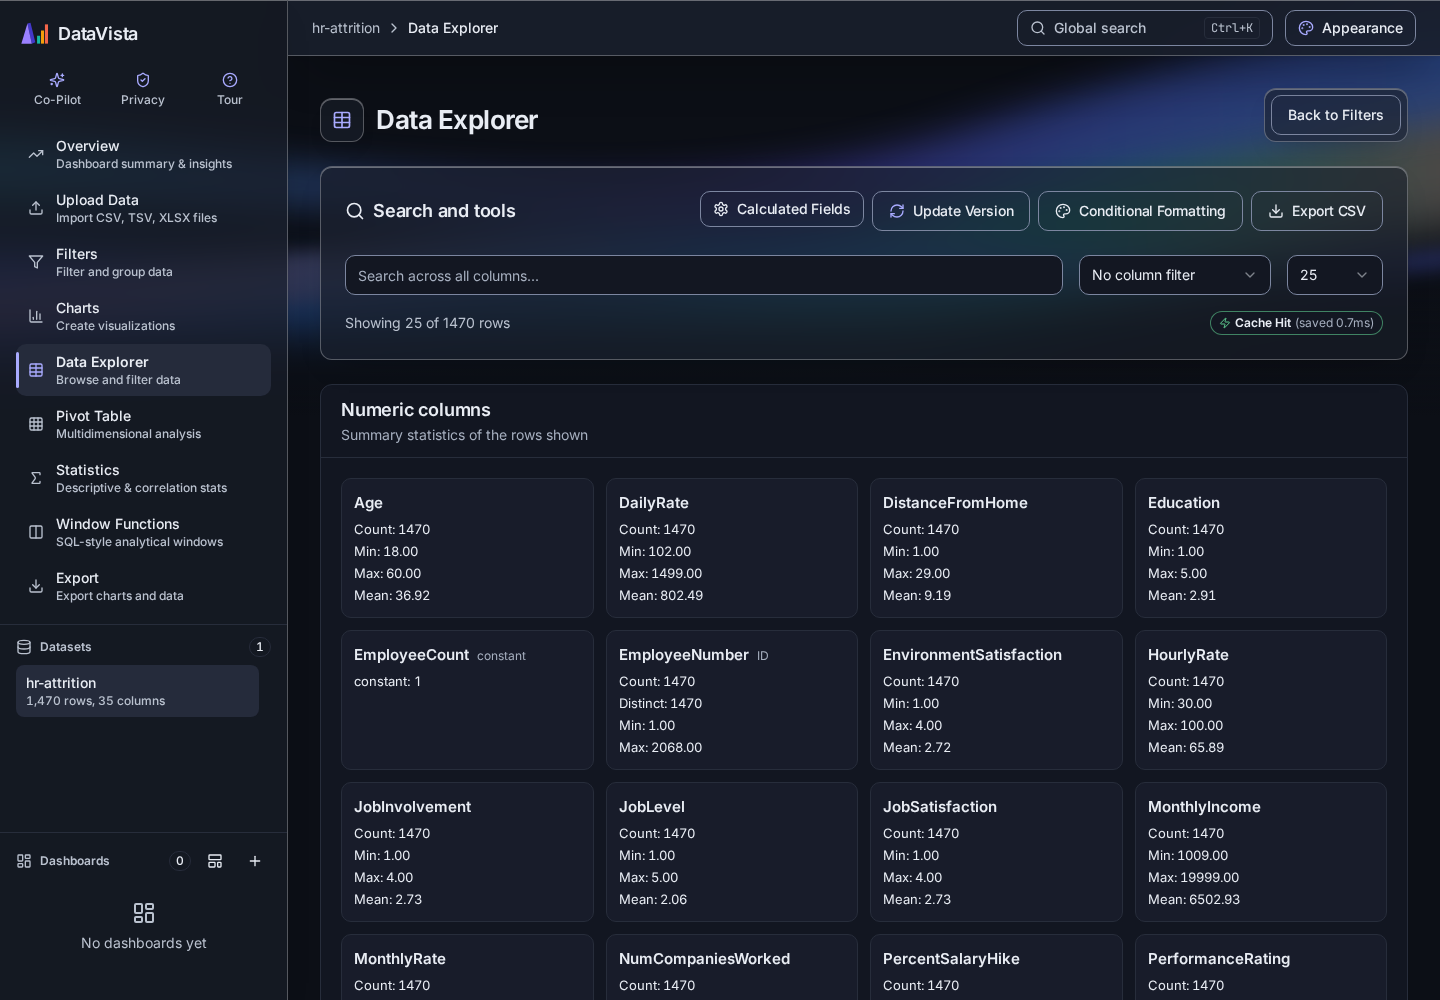 DataVista
Co-Pilot
Privacy
Tour
Overview
Dashboard summary & insights
Upload Data
Import CSV, TSV, XLSX files
Filters
Filter and group data
Charts
Create visualizations
Data Explorer
Browse and filter data
Pivot Table
Multidimensional analysis
Statistics
Descriptive & correlation stats
Window Functions
SQL-style analytical windows
Export
Export charts and data
Datasets 1
hr-attrition
1,470 rows, 35 columns
Dashboards 0
No dashboards yet
hr-attrition > Data Explorer
Global search Ctrl+K
Appearance
Data Explorer
Back to Filters
Search and tools
Calculated Fields
Update Version
Conditional Formatting
Export CSV
Search across all columns...
No column filter
25
Showing 25 of 1470 rows
Cache Hit (saved 0.7ms)
Numeric columns
Summary statistics of the rows shown
Age
Count: 1470
Min: 18.00
Max: 60.00
Mean: 36.92
DailyRate
Count: 1470
Min: 102.00
Max: 1499.00
Mean: 802.49
DistanceFromHome
Count: 1470
Min: 1.00
Max: 29.00
Mean: 9.19
Education
Count: 1470
Min: 1.00
Max: 5.00
Mean: 2.91
EmployeeCount constant
constant: 1
EmployeeNumber ID
Count: 1470
Distinct: 1470
Min: 1.00
Max: 2068.00
EnvironmentSatisfaction
Count: 1470
Min: 1.00
Max: 4.00
Mean: 2.72
HourlyRate
Count: 1470
Min: 30.00
Max: 100.00
Mean: 65.89
JobInvolvement
Count: 1470
Min: 1.00
Max: 4.00
Mean: 2.73
JobLevel
Count: 1470
Min: 1.00
Max: 5.00
Mean: 2.06
JobSatisfaction
Count: 1470
Min: 1.00
Max: 4.00
Mean: 2.73
MonthlyIncome
Count: 1470
Min: 1009.00
Max: 19999.00
Mean: 6502.93
MonthlyRate
Count: 1470
NumCompaniesWorked
Count: 1470
PercentSalaryHike
Count: 1470
PerformanceRating
Count: 1470